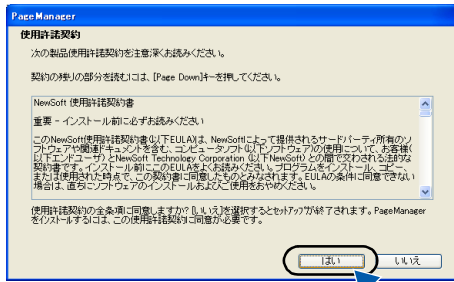 PageManager
使用許諾契約
次の製品使用許諾契約を注意深くお読みください。
契約の残りの部分を読むには、[Page Down]キーを押してください。
NewSoft 使用許諾契約書
重要 - インストール前に必ずお読みください
このNewSoft使用許諾契約書(以下EULA)は、NewSoftによって提供されるサードパーティ所有のソ
フトウェアや関連ドキュメントを含む、コンピュータソフト(以下ソフトウェア)の使用について、お客様(
以下エンドユーザ)とNewSoft Technology Corporation (以下NewSoft)との間で交わされる法的な
契約書です。インストール前にこのEULAをよくお読みください。プログラムをインストール、コピー、
または使用された時点で、この契約書に同意したものとみなされます。EULAの条件に同意できない
場合は、直ちにソフトウェアのインストールおよびご使用をおやめください。
使用許諾契約の全条項に同意しますか? [いいえ]を選択するとセットアップが終了されます。PageManager
をインストールするには、この使用許諾契約に同意が必要です。
はい
いいえ